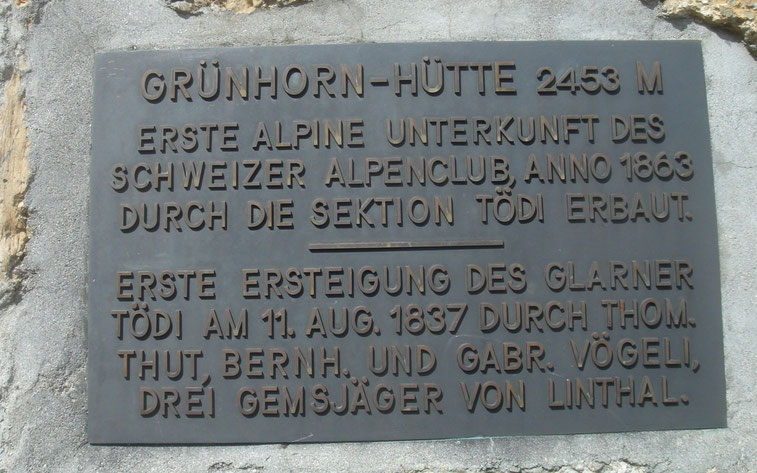 GRÜNHORN-HÜTTE 2453 M
ERSTE ALPINE UNTERKUNFT DES
SCHWEIZER ALPENCLUB, ANNO 1863
DURCH DIE SEKTION TÖDI ERBAUT.
ERSTE ERSTEIGUNG DES GLARNER
TÖDI AM 11. AUG. 1837 DURCH THOM.
THUT, BERNH. UND GABR. VÖGELI,
DREI GEMSJÄGER VON LINTHAL.